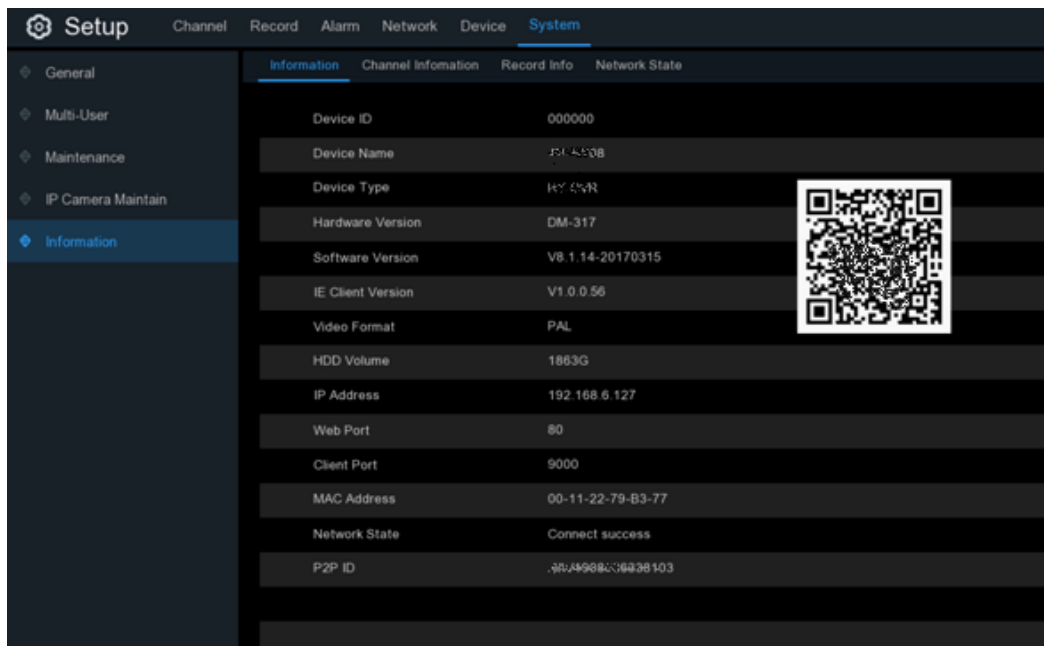 Setup Channel Record Alarm Network Device System
Information Channel Infomation Record Info Network State
General
Multi-User
Maintenance
IP Camera Maintain
Information
Device ID 000000
Device Name
Device Type
Hardware Version DM-317
Software Version V8.1.14-20170315
IE Client Version V1.0.0.56
Video Format PAL
HDD Volume 1863G
IP Address 192.168.6.127
Web Port 80
Client Port 9000
MAC Address 00-11-22-79-B3-77
Network State Connect success
P2P ID